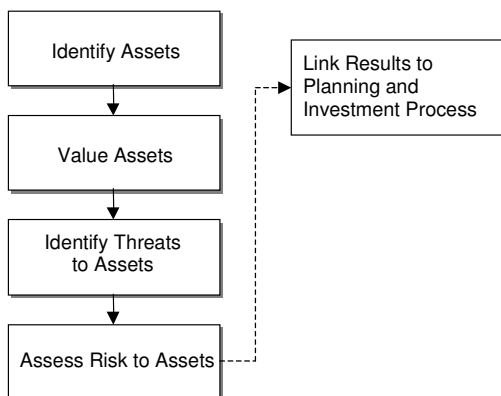 Identify Assets
Value Assets
Identify Threats
to Assets
Assess Risk to Assets
Link Results to
Planning and
Investment Process